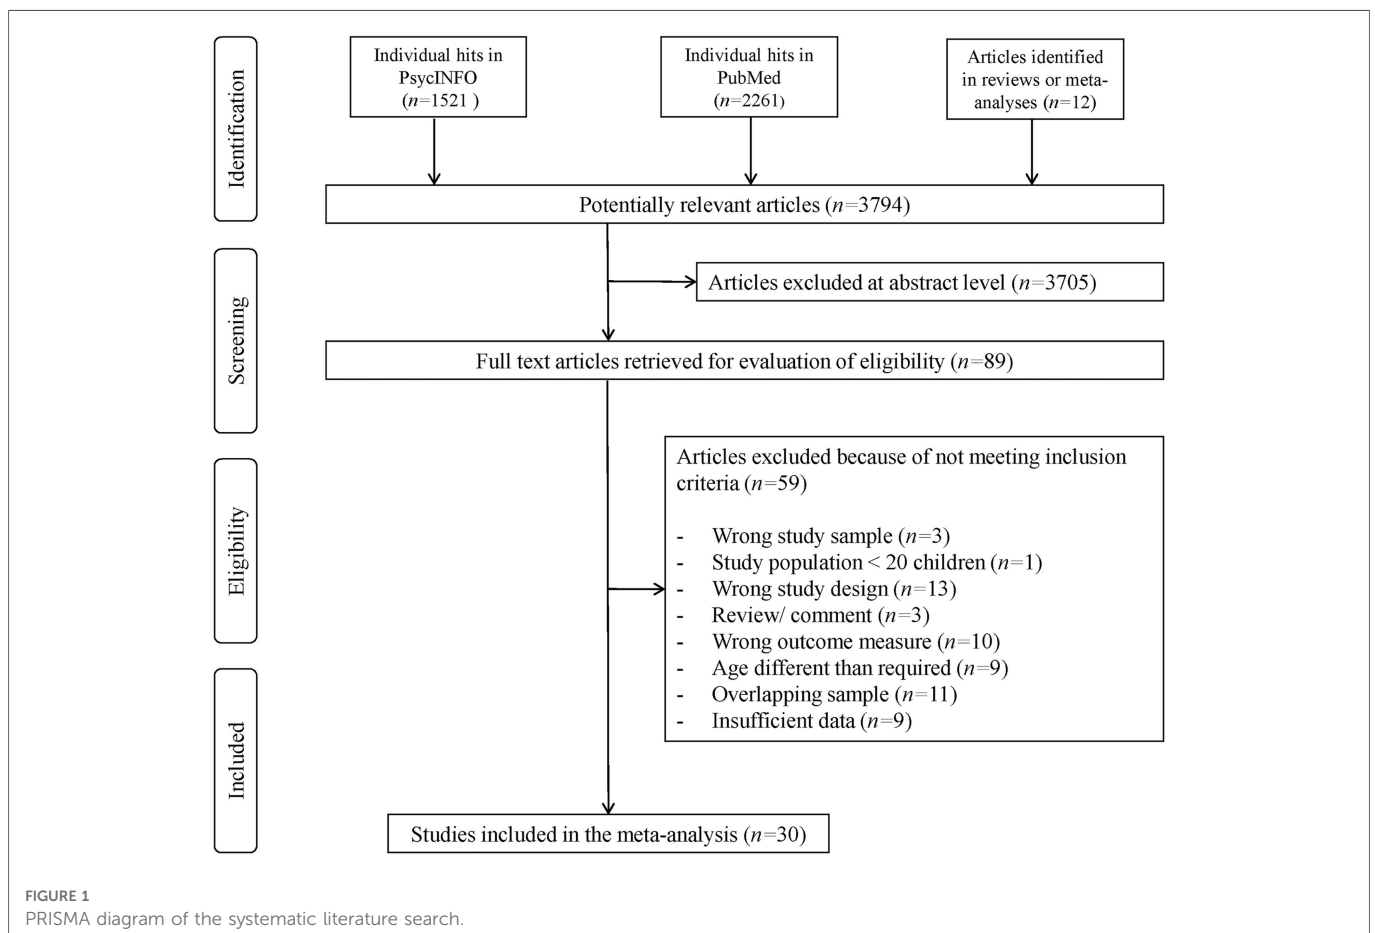 Identification
Individual hits in
PsycINFO
(n=1521 )
Individual hits in
PubMed
(n=2261)
Articles identified
in reviews or meta-
analyses (n=12)
Potentially relevant articles (n=3794)
Screening
Articles excluded at abstract level (n=3705)
Full text articles retrieved for evaluation of eligibility (n=89)
Eligibility
Articles excluded because of not meeting inclusion
criteria (n=59)
- Wrong study sample (n=3)
- Study population < 20 children (n=1)
- Wrong study design (n=13)
- Review/ comment (n=3)
- Wrong outcome measure (n=10)
- Age different than required (n=9)
- Overlapping sample (n=11)
- Insufficient data (n=9)
Included
Studies included in the meta-analysis (n=30)
FIGURE 1
PRISMA diagram of the systematic literature search.